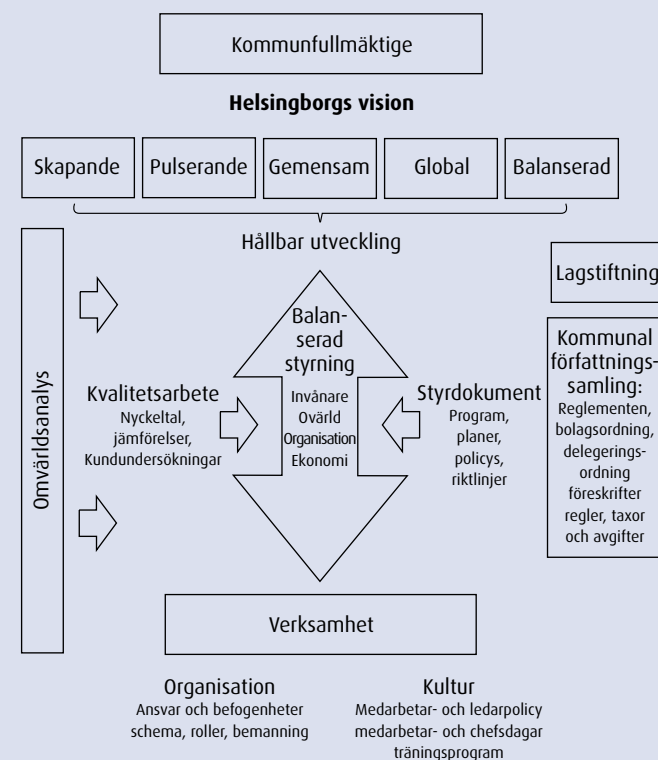 Kommunfullmäktige
Helsingborgs vision
Skapande
Pulserande
Gemensam
Global
Balanserad
Hållbar utveckling
Omvärldsanalys
Kvalitetsarbete
Nyckeltal,
jämförelser,
Kundundersökningar
Balan-
serad
styrning
Invånare
Ovärld
Organisation
Ekonomi
Styrdokument
Program,
planer,
policys,
riktlinjer
Lagstiftning
Kommunal
författnings-
samling:
Reglementen,
bolagsordning,
delegerings-
ordning
föreskrifter
regler, taxor
och avgifter
Verksamhet
Organisation
Ansvar och befogenheter
schema, roller, bemanning
Kultur
Medarbetar- och ledarpolicy
medarbetar- och chefsdagar
träningsprogram